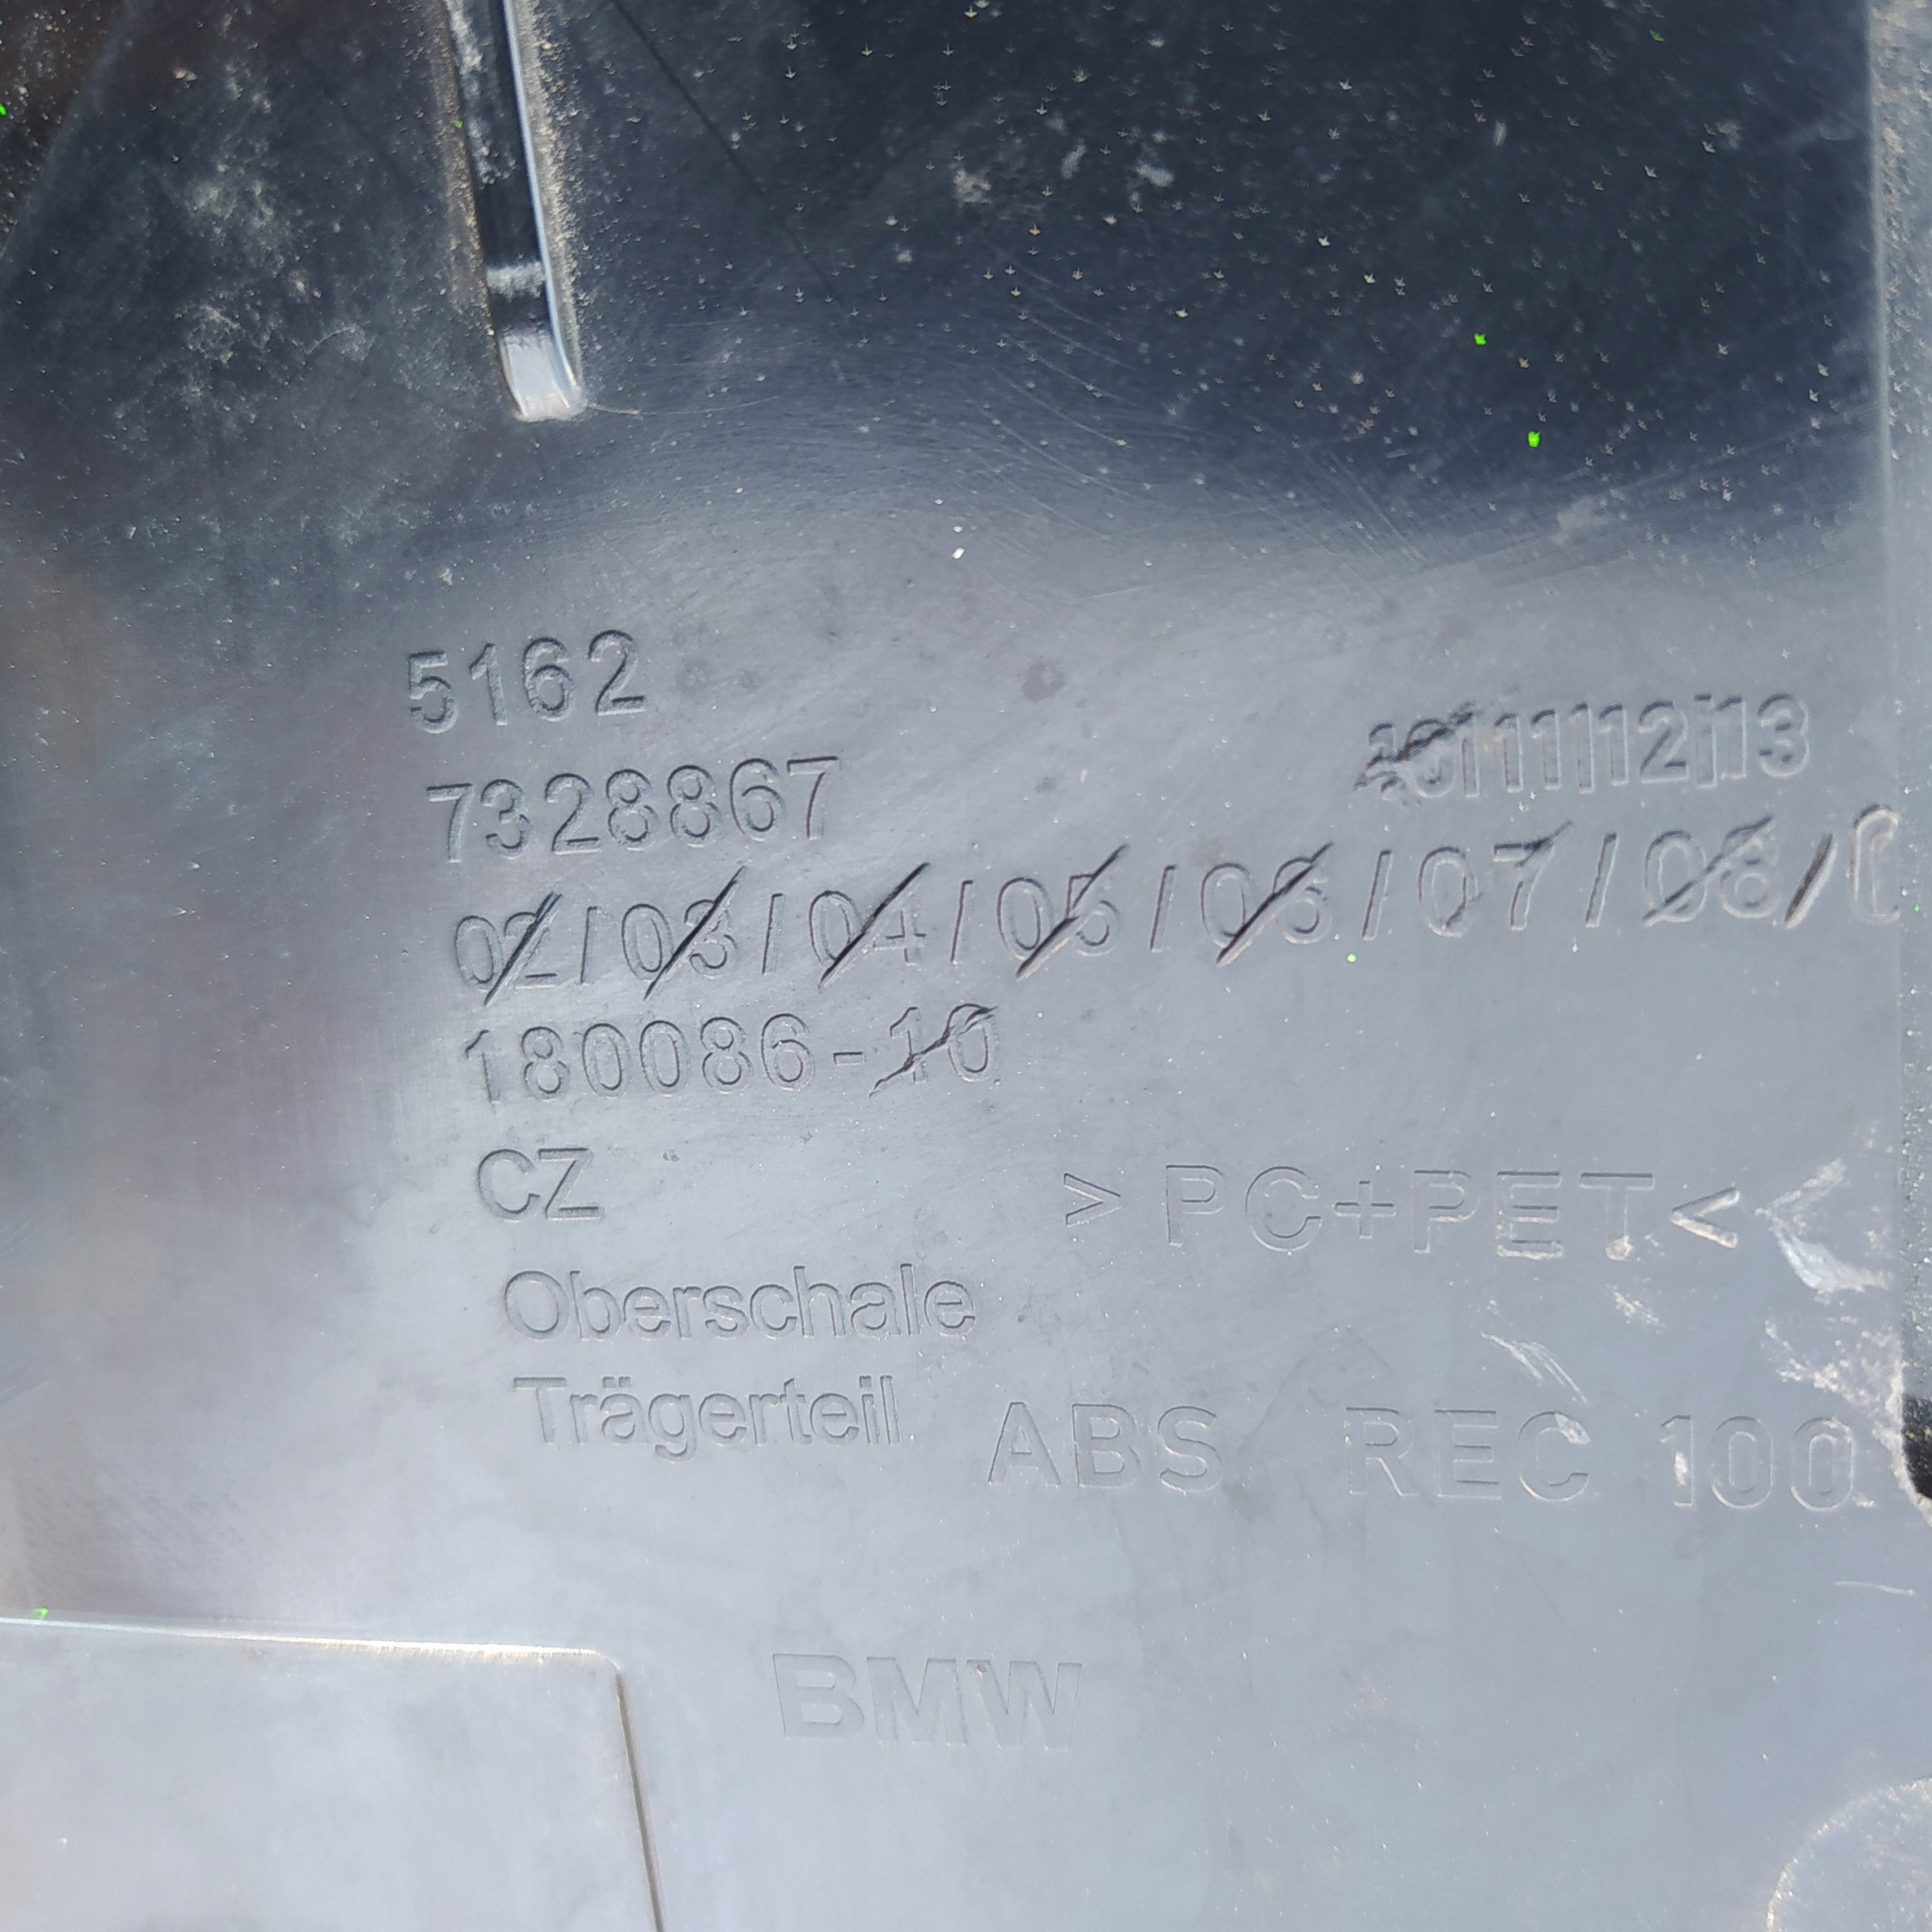 5162
7328867
10/11/12/13
02/03/04/05/06/07/08/0
180086-10
CZ
>PC+PET<
Oberschale
Trägerteil
ABS REC 100
BMW